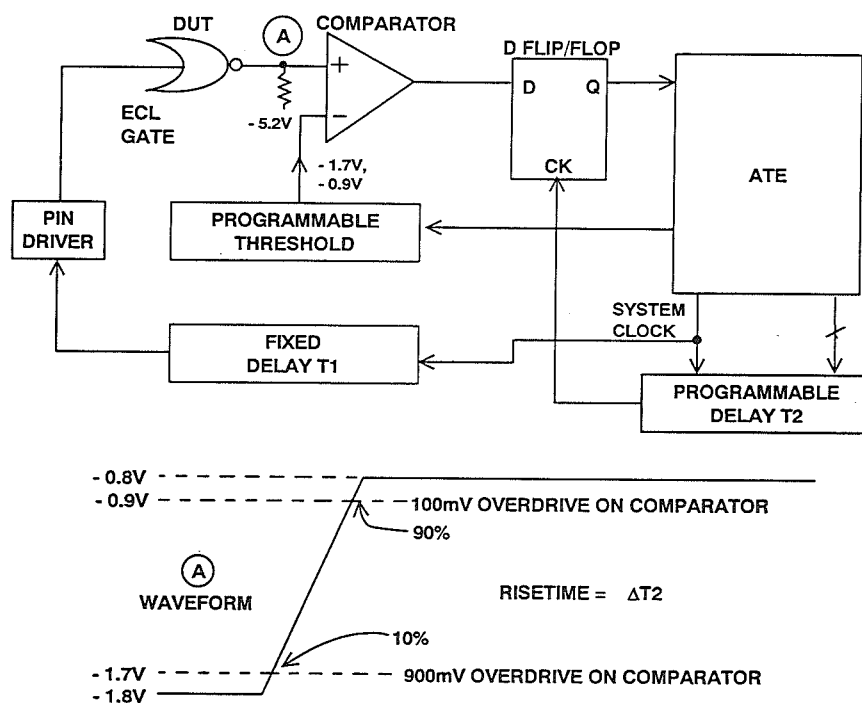 DUT
A
COMPARATOR
D FLIP/FLOP
ECL
GATE
+
−
- 5.2V
D
Q
CK
ATE
- 1.7V,
- 0.9V
PIN
DRIVER
PROGRAMMABLE
THRESHOLD
SYSTEM
CLOCK
FIXED
DELAY T1
PROGRAMMABLE
DELAY T2
- 0.8V
- 0.9V
100mV OVERDRIVE ON COMPARATOR
90%
A
WAVEFORM
RISETIME = ΔT2
10%
- 1.7V
900mV OVERDRIVE ON COMPARATOR
- 1.8V